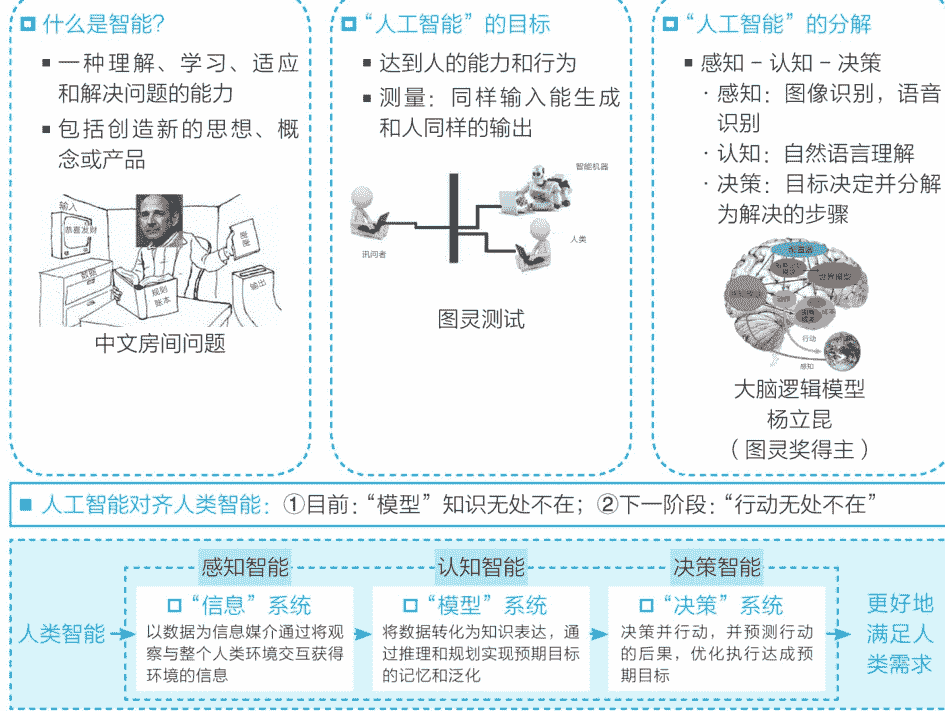 什么是智能?
一种理解、学习、适应
和解决问题的能力
包括创造新的思想、概
念或产品
输入
恭喜发财
数据
规则
账本
谢谢
输出
中文房间问题
“人工智能”的目标
达到人的能力和行为
测量：同样输入能生成
和人同样的输出
智能机器
讯问者
人类
图灵测试
“人工智能”的分解
感知－认知－决策
·感知：图像识别，语音
识别
·认知：自然语言理解
·决策：目标决定并分解
为解决的步骤
世界模型
行动
感知
大脑逻辑模型
杨立昆
（图灵奖得主）
人工智能对齐人类智能：①目前：“模型”知识无处不在；②下一阶段：“行动无处不在”
人类智能
感知智能
“信息”系统
以数据为信息媒介通过将观
察与整个人类环境交互获得
环境的信息
认知智能
“模型”系统
将数据转化为知识表达，通
过推理和规划实现预期目标
的记忆和泛化
决策智能
“决策”系统
决策并行动，并预测行动
的后果，优化执行达成预
期目标
更好地
满足人
类需求